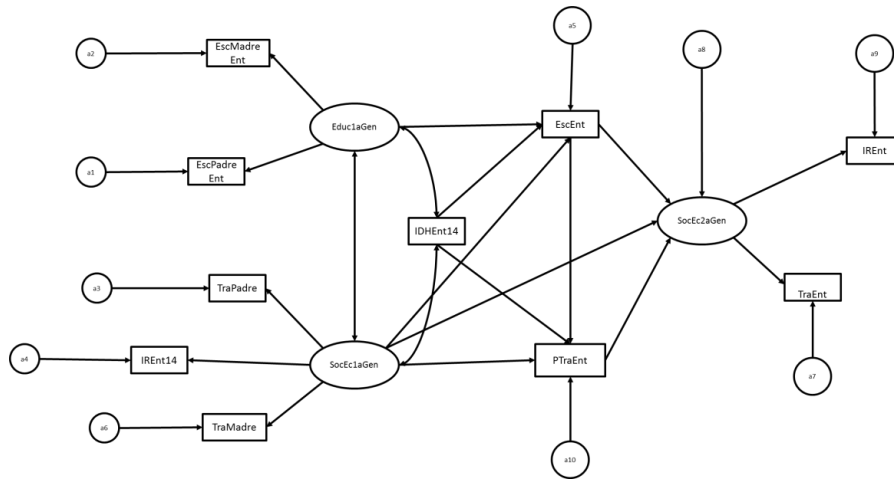 a5
a8
a9
a2
EscMadre
Ent
Educ1aGen
EscEnt
IREnt
a1
EscPadre
Ent
IDHEnt14
SocEc2aGen
a3
TraPadre
TraEnt
a4
IREnt14
SocEc1aGen
PTraEnt
a7
a6
TraMadre
a10